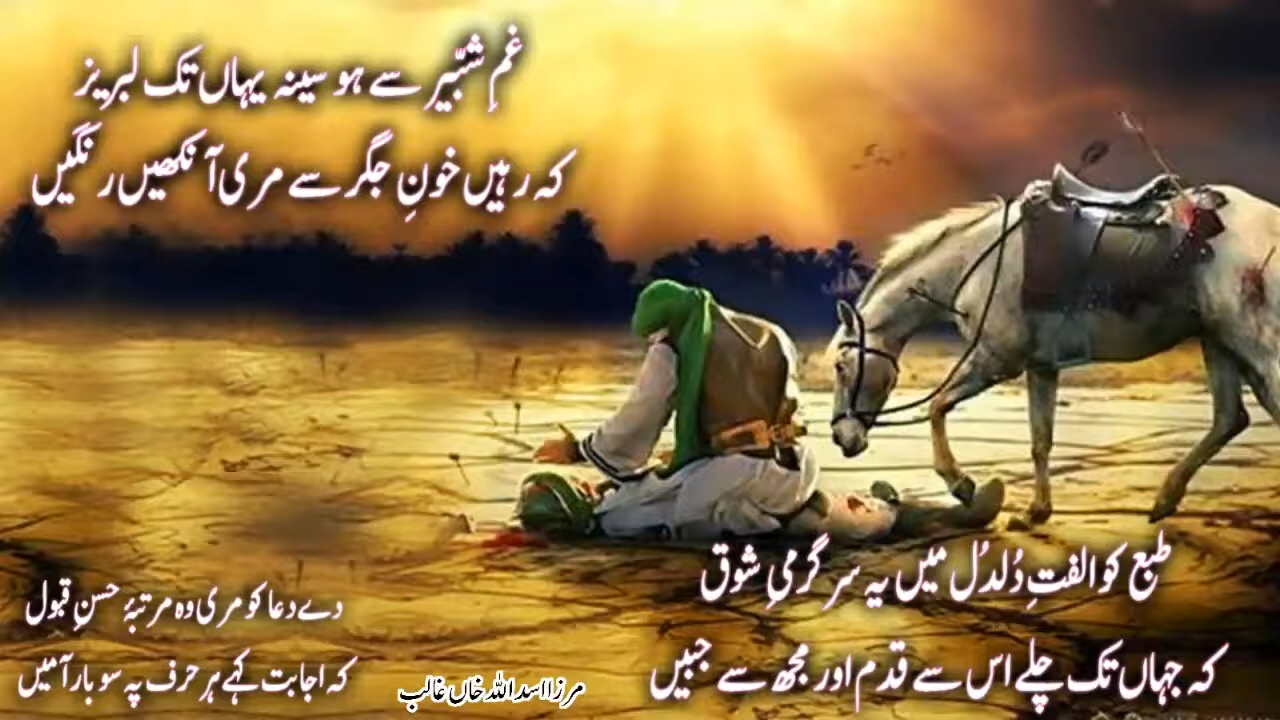 غمِ شبّیر سے ہو سینہ یہاں تک لبریز
کہ رہیں خونِ جگر سے مری آنکھیں رنگیں
طبع کو الفتِ دُلدُل میں یہ سرگرمیِ شوق
کہ جہاں تک چلے اس سے قدم اور مجھ سے جبیں
دے دعا کو مری وہ مرتبۂ حسنِ قبول
کہ اجابت کہے ہر حرف پہ سو بار آمیں
مرزا اسد اللہ خاں غالب